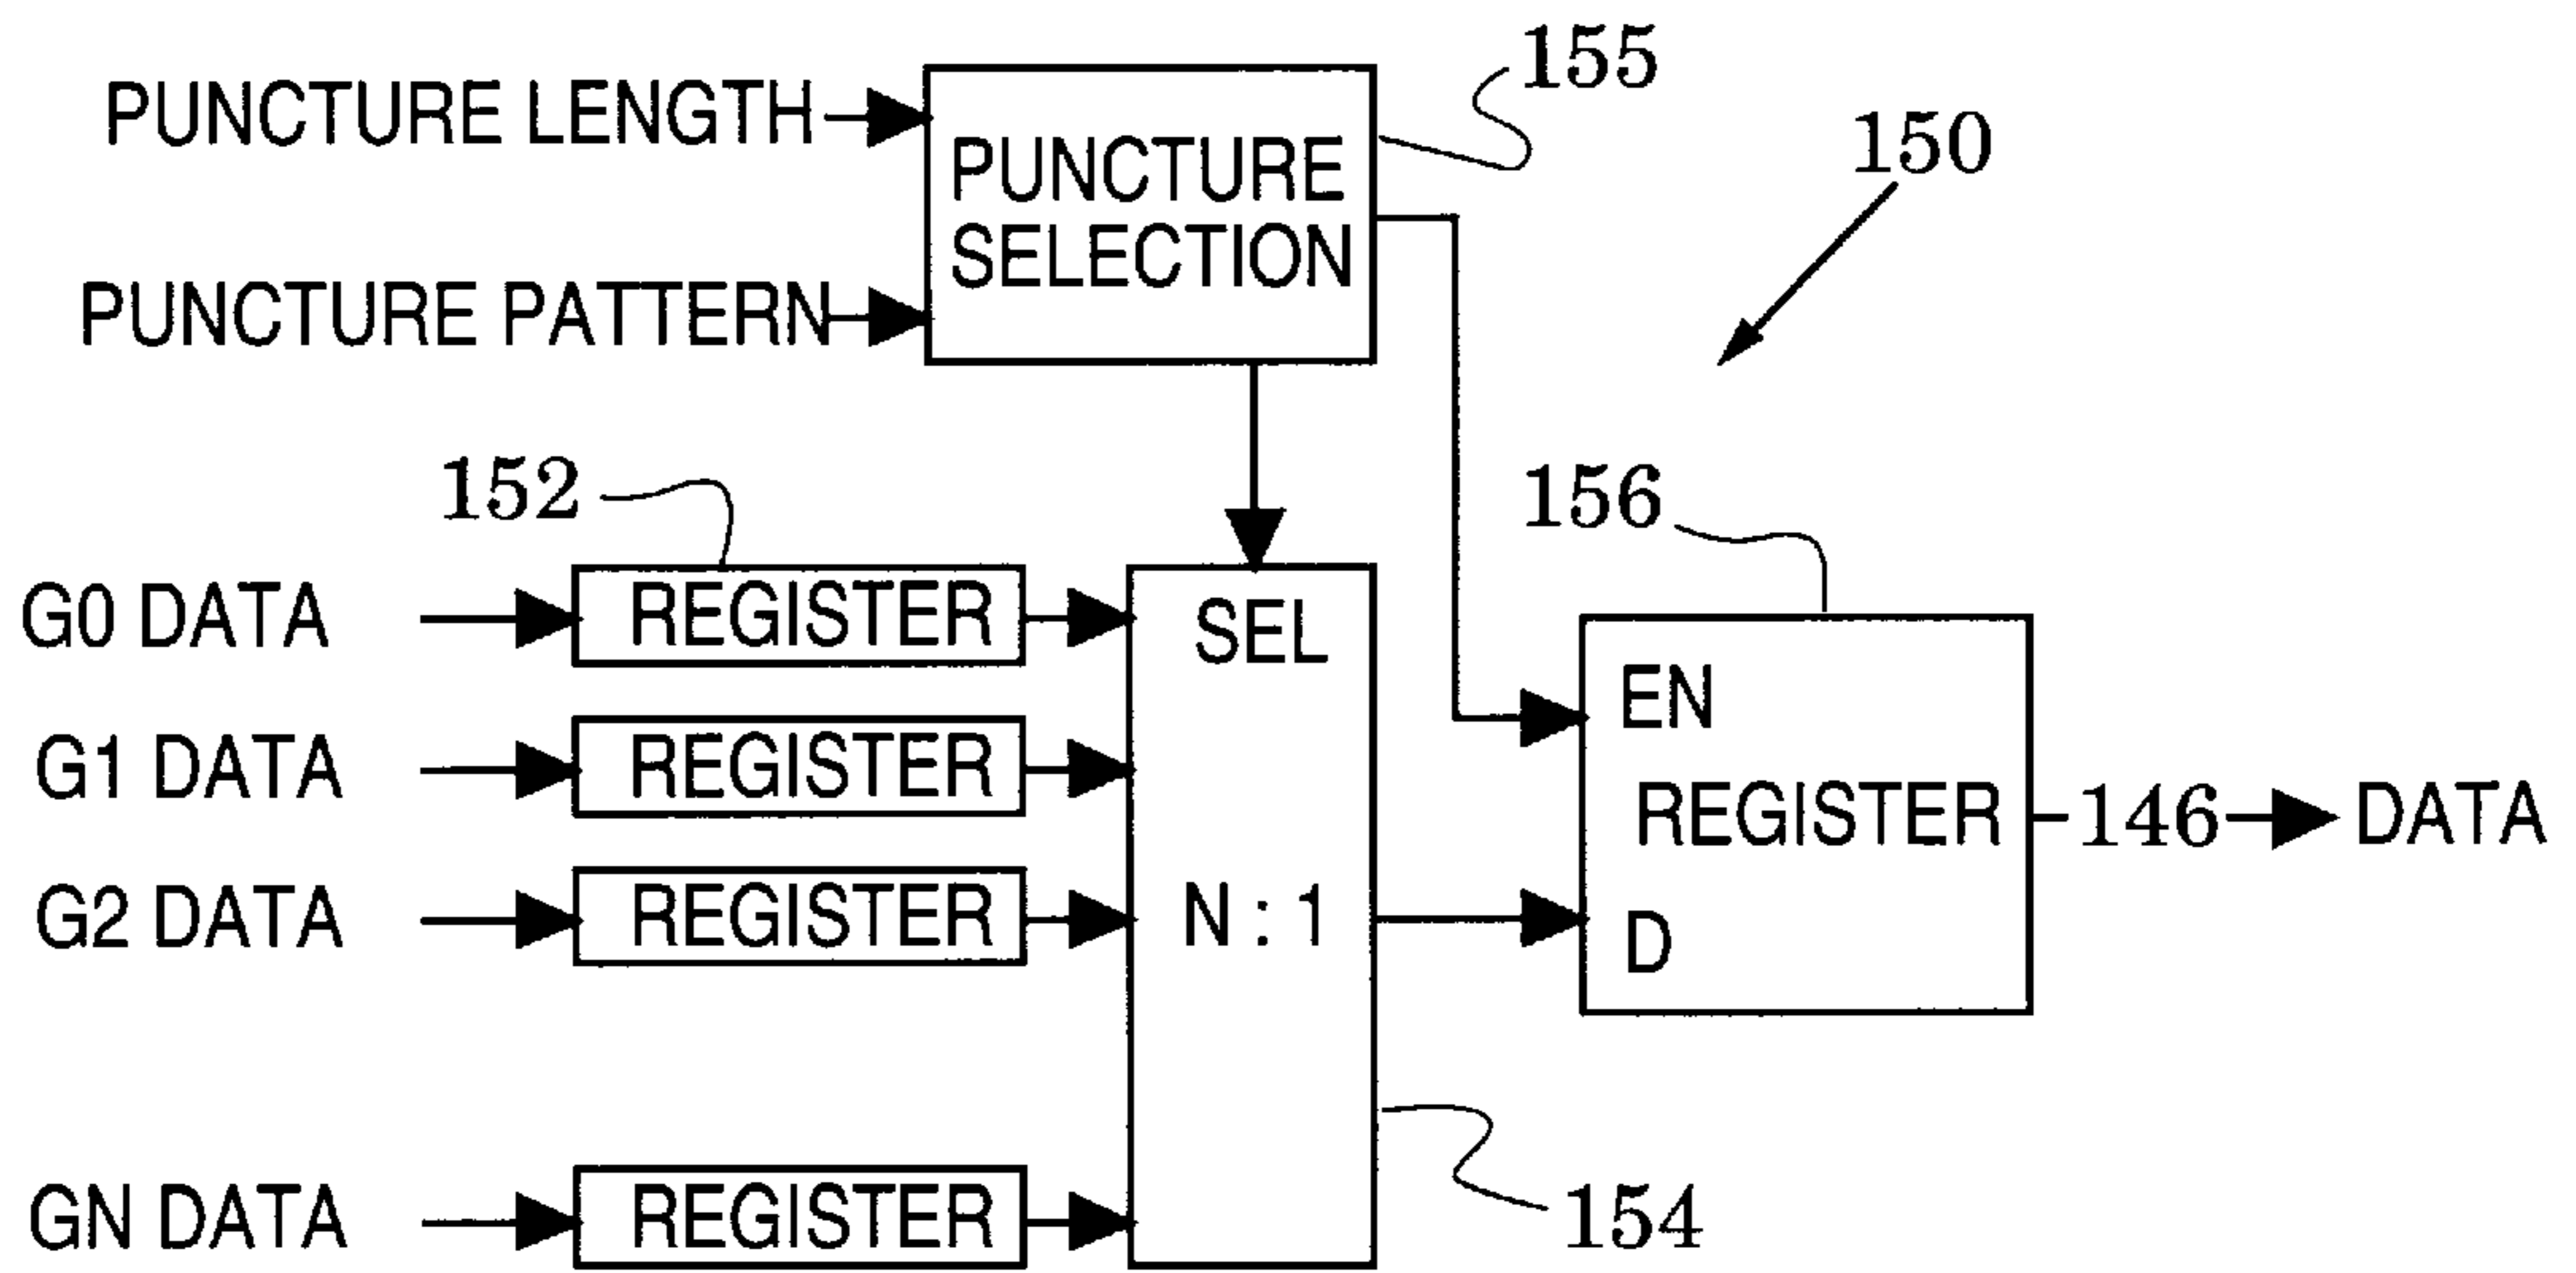 PUNCTURE LENGTH
PUNCTURE PATTERN
PUNCTURE
SELECTION
155
150
152
156
G0 DATA
REGISTER
G1 DATA
REGISTER
G2 DATA
REGISTER
GN DATA
REGISTER
SEL
N : 1
154
EN
REGISTER
D
146
DATA